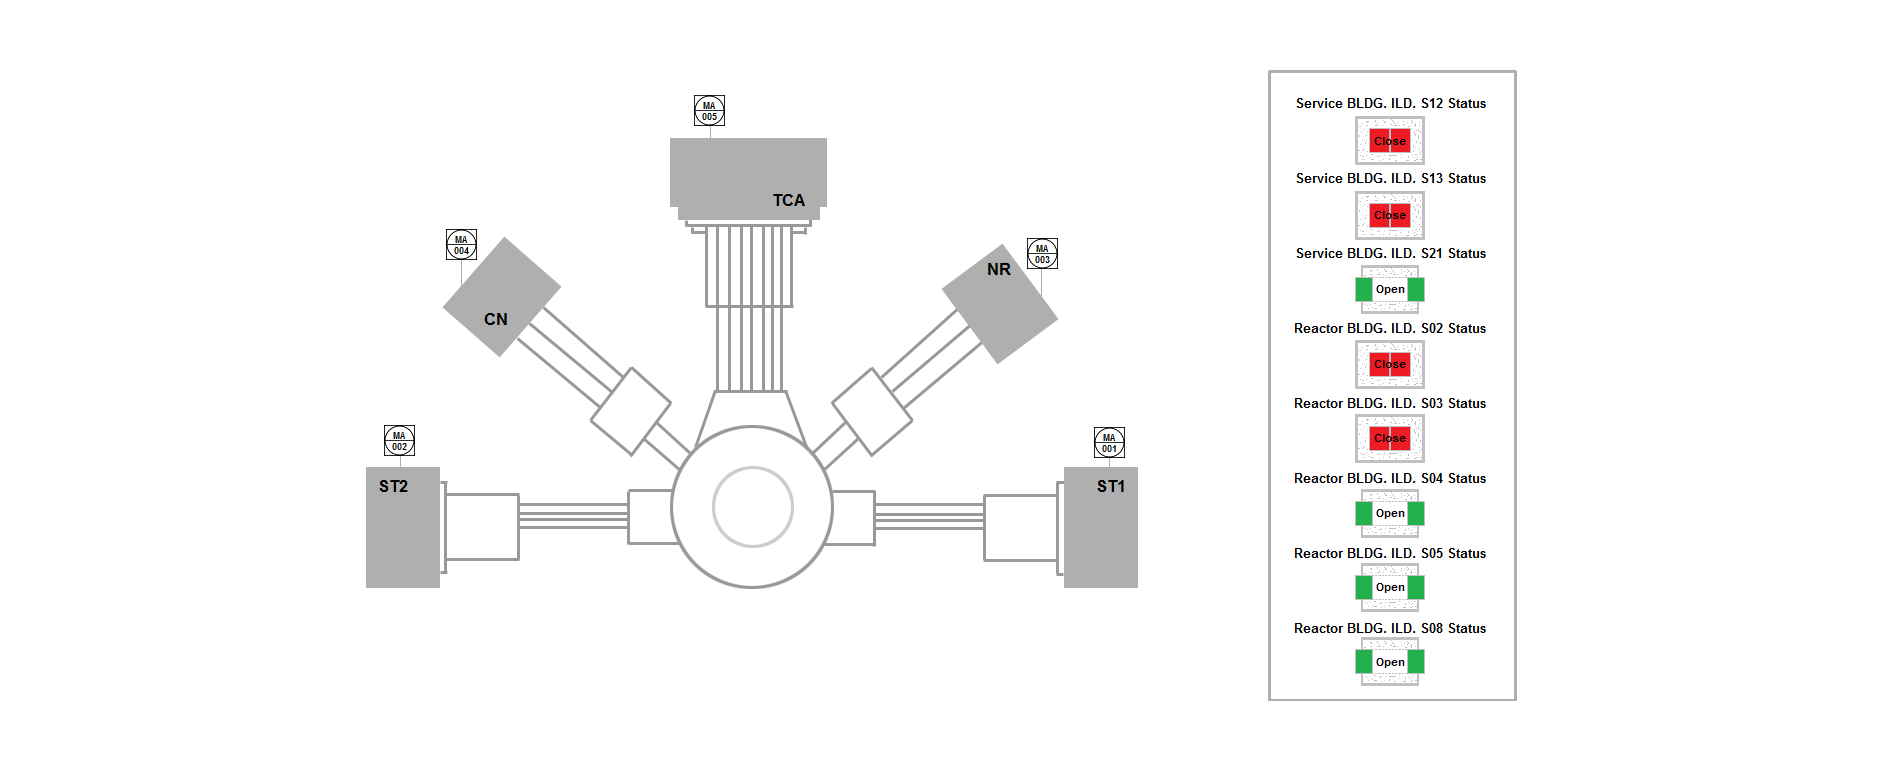 MA
005
TCA
MA
004
CN
NR
MA
003
MA
002
ST2
MA
001
ST1
Service BLDG. ILD. S12 Status
Close
Service BLDG. ILD. S13 Status
Close
Service BLDG. ILD. S21 Status
Open
Reactor BLDG. ILD. S02 Status
Close
Reactor BLDG. ILD. S03 Status
Close
Reactor BLDG. ILD. S04 Status
Open
Reactor BLDG. ILD. S05 Status
Open
Reactor BLDG. ILD. S08 Status
Open